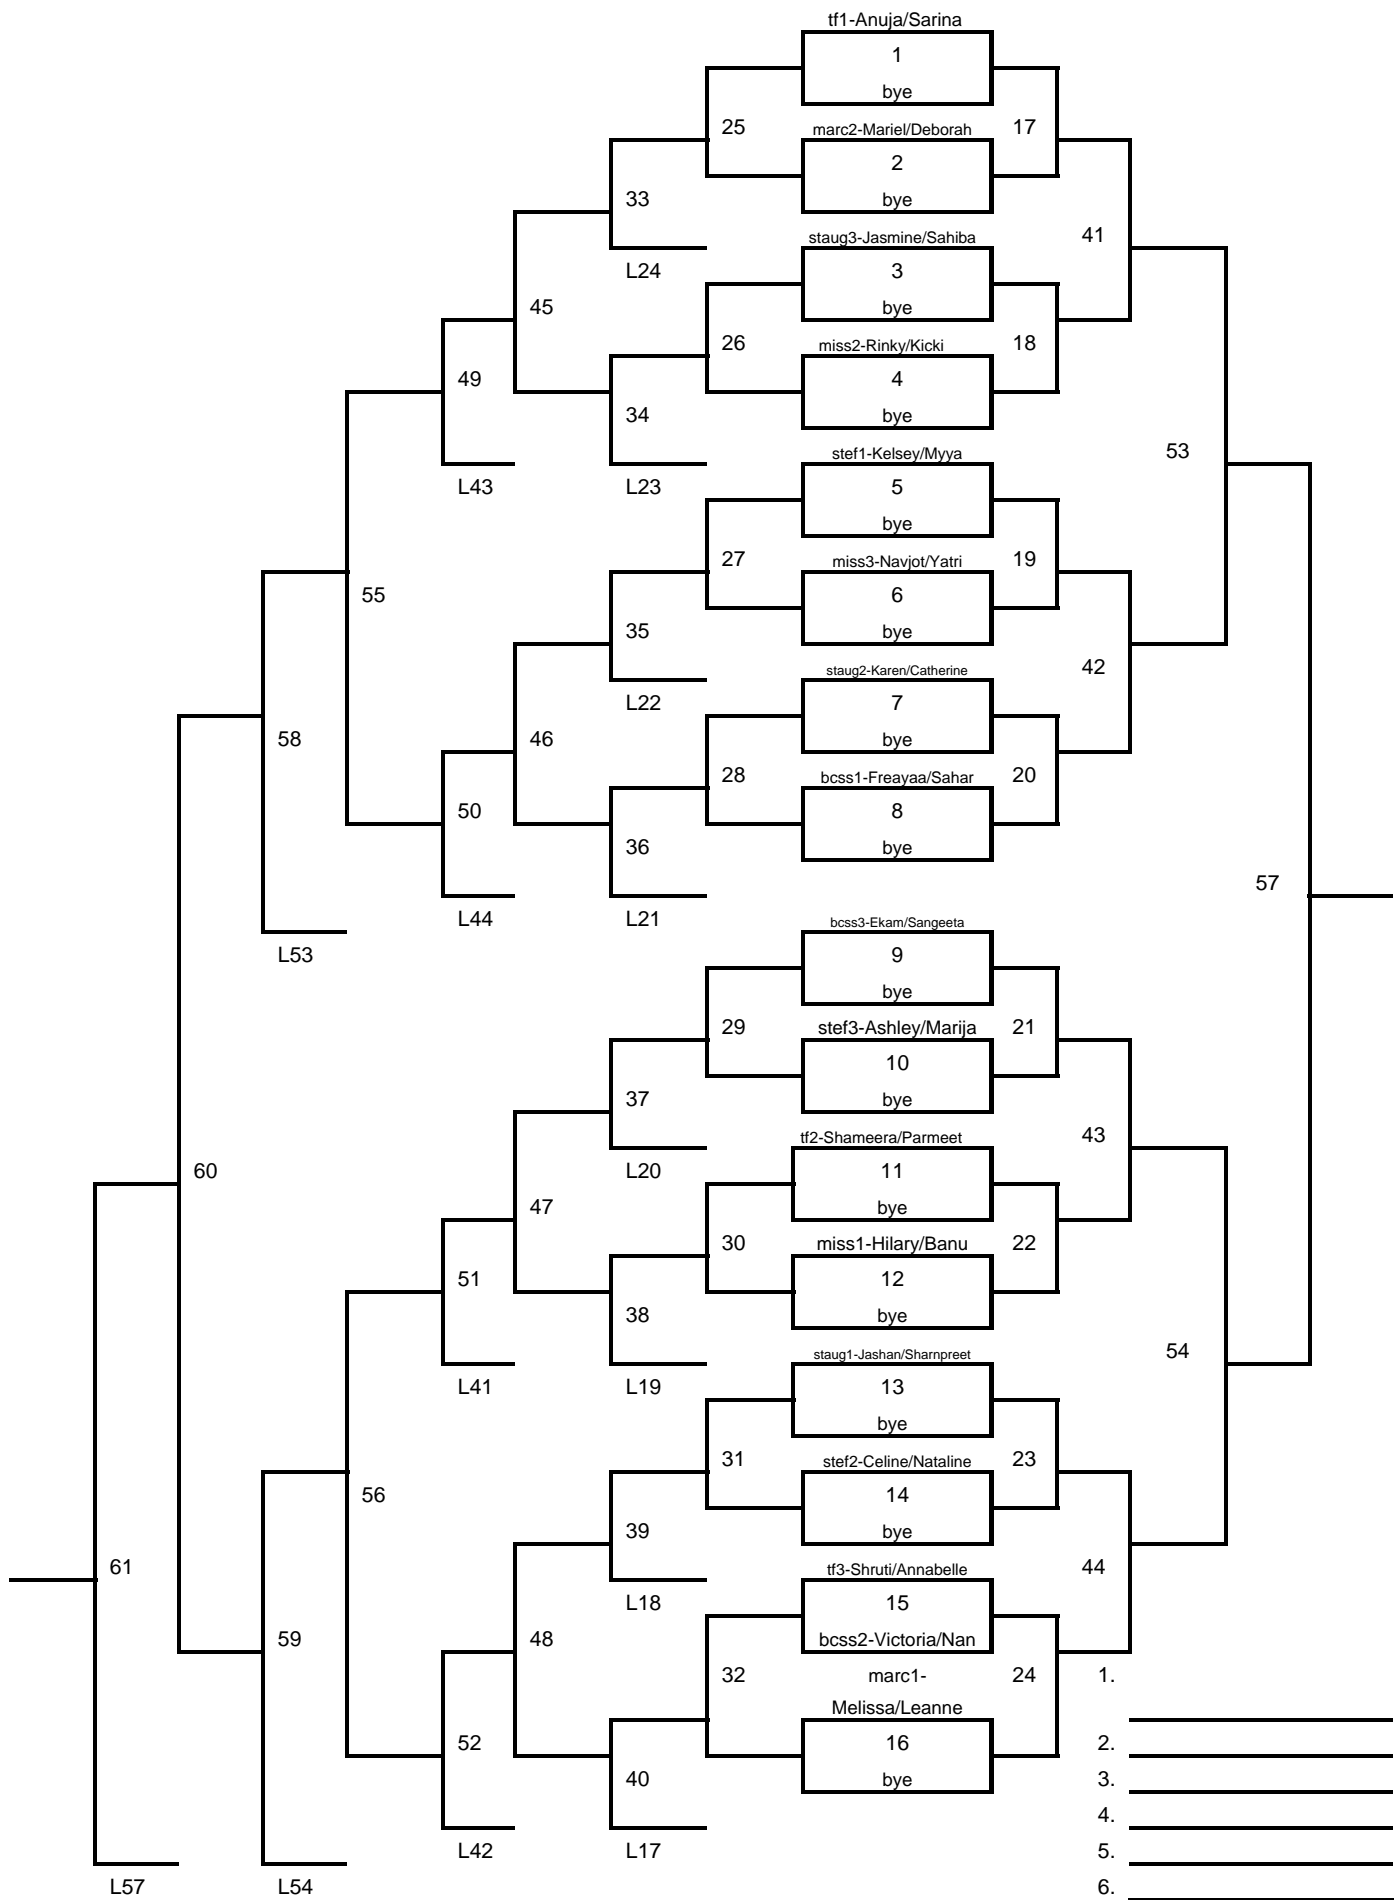 tf1-Anuja/Sarina
1
bye
25
marc2-Mariel/Deborah
17
2
33
bye
staug3-Jasmine/Sahiba
41
L24
3
45
bye
26
miss2-Rinky/Kicki
18
49
4
34
bye
stef1-Kelsey/Myya
53
L43
L23
5
bye
27
miss3-Navjot/Yatri
19
55
6
35
bye
staug2-Karen/Catherine
42
L22
7
58
46
bye
28
bcss1-Freayaa/Sahar
20
50
8
36
bye
57
L44
L21
bcss3-Ekam/Sangeeta
L53
9
bye
29
stef3-Ashley/Marija
21
10
37
bye
tf2-Shameera/Parmeet
43
60
L20
11
47
bye
30
miss1-Hilary/Banu
22
51
12
38
bye
staug1-Jashan/Sharnpreet
54
L41
L19
13
bye
31
stef2-Celine/Nataline
23
56
14
39
bye
61
tf3-Shruti/Annabelle
44
L18
15
59
48
bcss2-Victoria/Nan
32
marc1-
24
1.
Melissa/Leanne
52
16
2.
40
bye
3.
4.
L42
L17
5.
L57
L54
6.